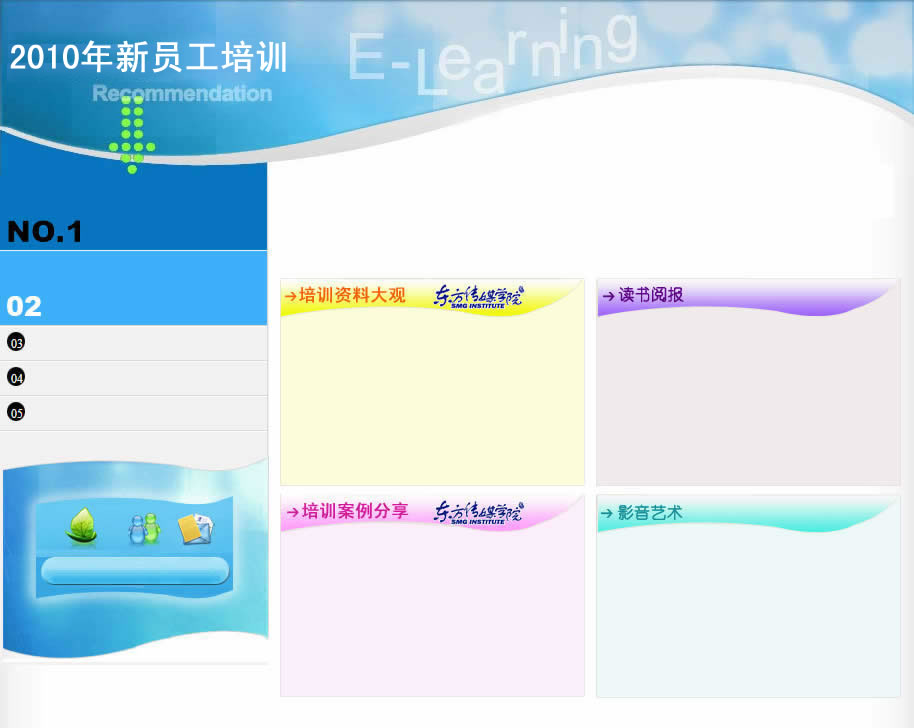 2010年新员工培训
E-Learning
Recommendation
NO.1
02
03
04
05
→培训资料大观
东方传媒学院
SMG INSTITUTE
→读书阅报
→培训案例分享
东方传媒学院
SMG INSTITUTE
→影音艺术